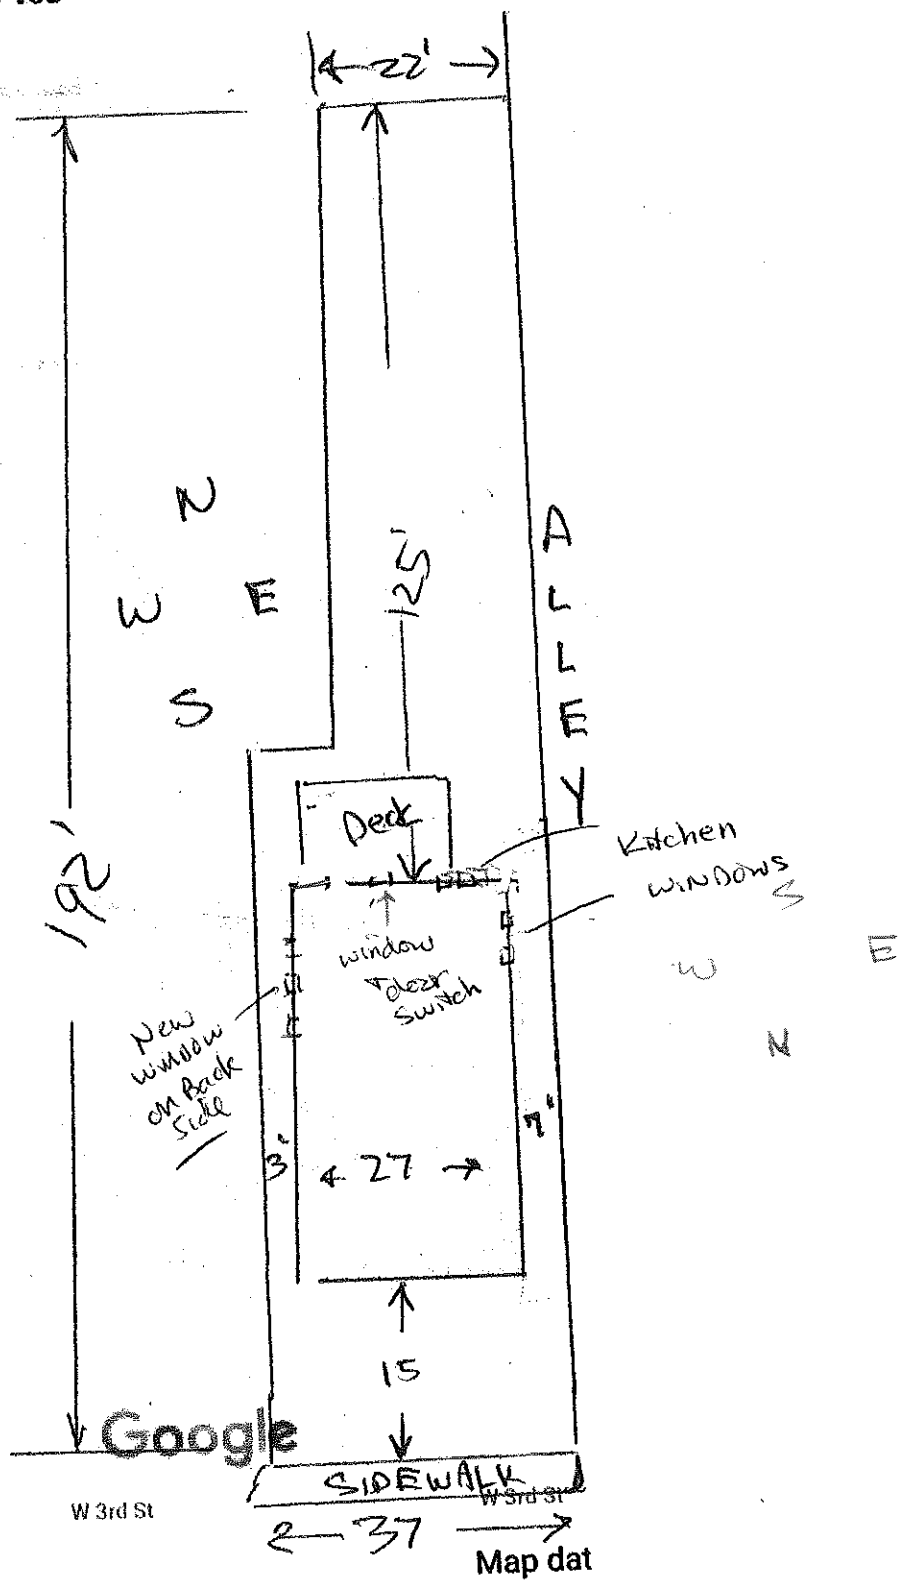 22'
N
W E
S
125'
A
L
L
E
Y
192'
Deck
Kitchen
WINDOWS
window
+ door
switch
S
W E
N
New
window
on Back
Side
3'
27
7'
15
Google
SIDEWALK
W 3rd St
W 3rd St
37
Map dat